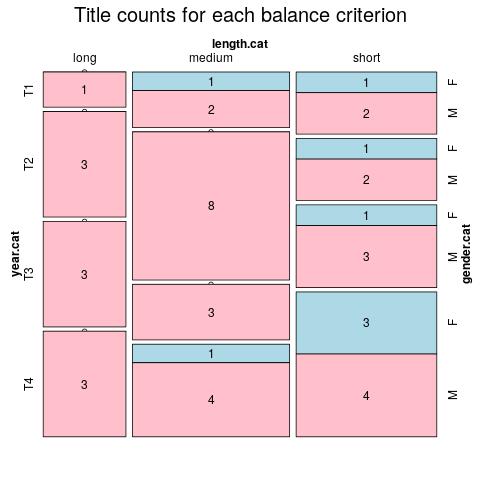 Title counts for each balance criterion
length.cat
long medium short
year.cat
gender.cat
T1
T2
T3
T4
F
M
F
M
F
M
F
M
1
3
3
3
1
2
8
3
1
4
1
2
1
2
1
3
3
4